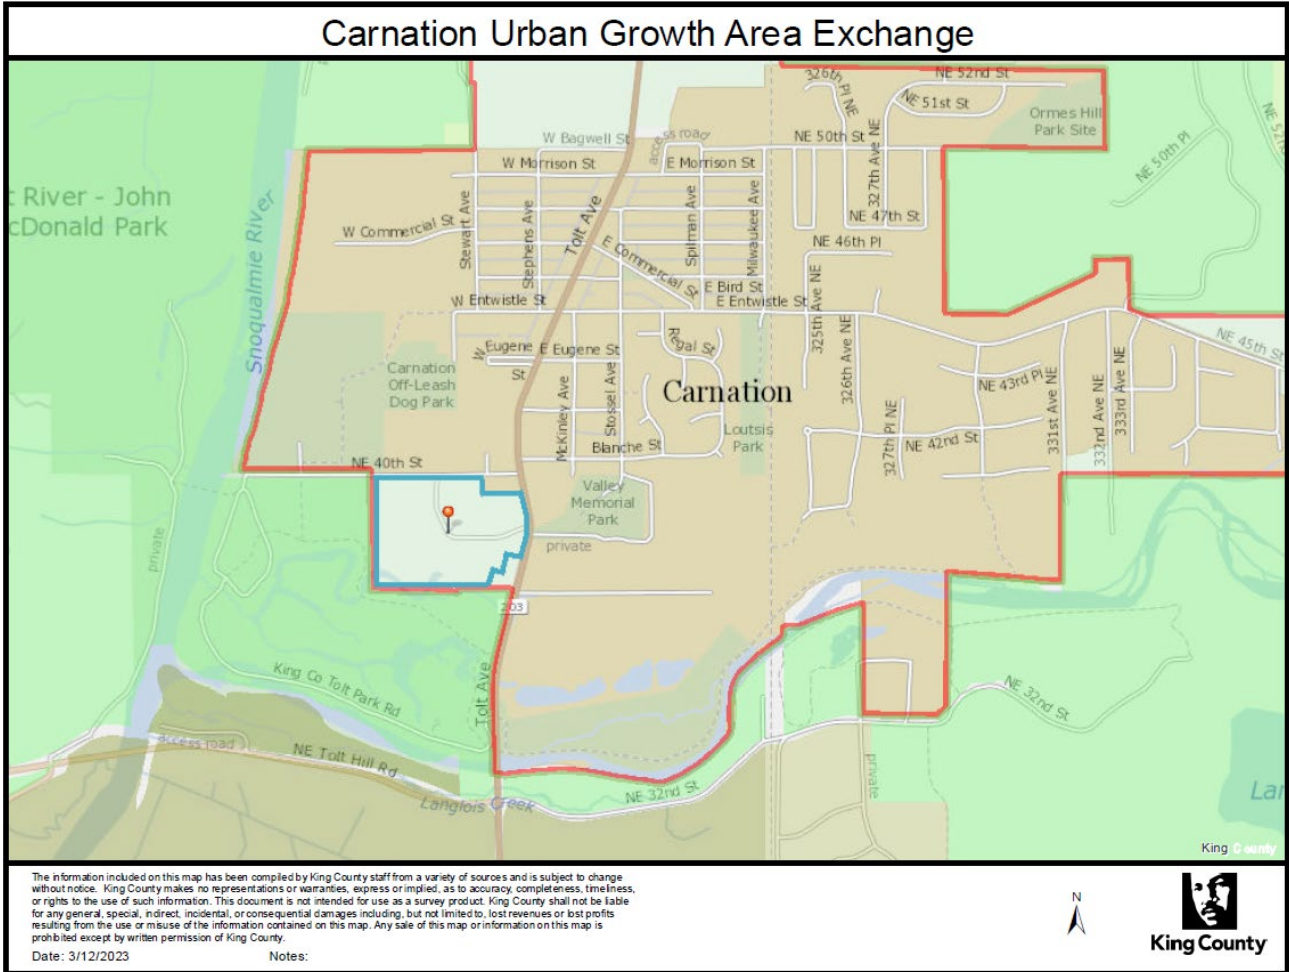 Carnation Urban Growth Area Exchange
326th Pl NE
NE 52nd St
NE 51st St
Ormes Hill
Park Site
NE 50th Pl
W Bagwell St
access road
NE 50th St
327th Ave NE
W Morrison St
E Morrison St
t River - John
cDonald Park
Snoqualmie River
W Commercial St
Stewart Ave
Stephens Ave
Tolt Ave
E Commercial St
Spilman Ave
Milwaukee Ave
NE 47th St
NE 46th Pl
W Entwistle St
E Bird St
E Entwistle St
325th Ave NE
326th Ave NE
NE 45th St
W Eugene
St
E Eugene St
Regal St
Carnation
Off-Leash
Dog Park
Carnation
McKinley Ave
Stossel Ave
Blanche St
Loutsis
Park
327th Pl NE
NE 43rd Pl
NE 42nd St
331st Ave NE
332nd Ave NE
333rd Ave NE
NE 40th St
Valley
Memorial
Park
private
private
203
King Co Tolt Park Rd
Tolt Ave
NE 32nd St
access road
NE Tolt Hill Rd
Langlois Creek
NE 32nd St
private
Lan
King County
The information included on this map has been compiled by King County staff from a variety of sources and is subject to change
without notice. King County makes no representations or warranties, express or implied, as to accuracy, completeness, timeliness,
or rights to the use of such information. This document is not intended for use as a survey product. King County shall not be liable
for any general, special, indirect, incidental, or consequential damages including, but not limited to, lost revenues or lost profits
resulting from the use or misuse of the information contained on this map. Any sale of this map or information on this map is
prohibited except by written permission of King County.
Date: 3/12/2023
Notes:
N
King County